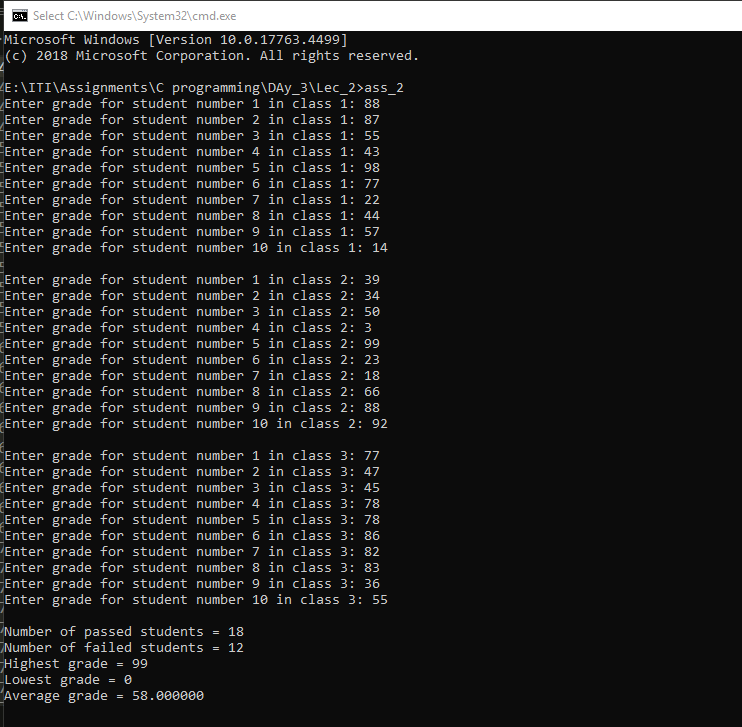 Select C:\Windows\System32\cmd.exe
Microsoft Windows [Version 10.0.17763.4499]
(c) 2018 Microsoft Corporation. All rights reserved.
E:\ITI\Assignments\C programming\DAy_3\Lec_2>ass_2
Enter grade for student number 1 in class 1: 88
Enter grade for student number 2 in class 1: 87
Enter grade for student number 3 in class 1: 55
Enter grade for student number 4 in class 1: 43
Enter grade for student number 5 in class 1: 98
Enter grade for student number 6 in class 1: 77
Enter grade for student number 7 in class 1: 22
Enter grade for student number 8 in class 1: 44
Enter grade for student number 9 in class 1: 57
Enter grade for student number 10 in class 1: 14
Enter grade for student number 1 in class 2: 39
Enter grade for student number 2 in class 2: 34
Enter grade for student number 3 in class 2: 50
Enter grade for student number 4 in class 2: 3
Enter grade for student number 5 in class 2: 99
Enter grade for student number 6 in class 2: 23
Enter grade for student number 7 in class 2: 18
Enter grade for student number 8 in class 2: 66
Enter grade for student number 9 in class 2: 88
Enter grade for student number 10 in class 2: 92
Enter grade for student number 1 in class 3: 77
Enter grade for student number 2 in class 3: 47
Enter grade for student number 3 in class 3: 45
Enter grade for student number 4 in class 3: 78
Enter grade for student number 5 in class 3: 78
Enter grade for student number 6 in class 3: 86
Enter grade for student number 7 in class 3: 82
Enter grade for student number 8 in class 3: 83
Enter grade for student number 9 in class 3: 36
Enter grade for student number 10 in class 3: 55
Number of passed students = 18
Number of failed students = 12
Highest grade = 99
Lowest grade = 0
Average grade = 58.000000